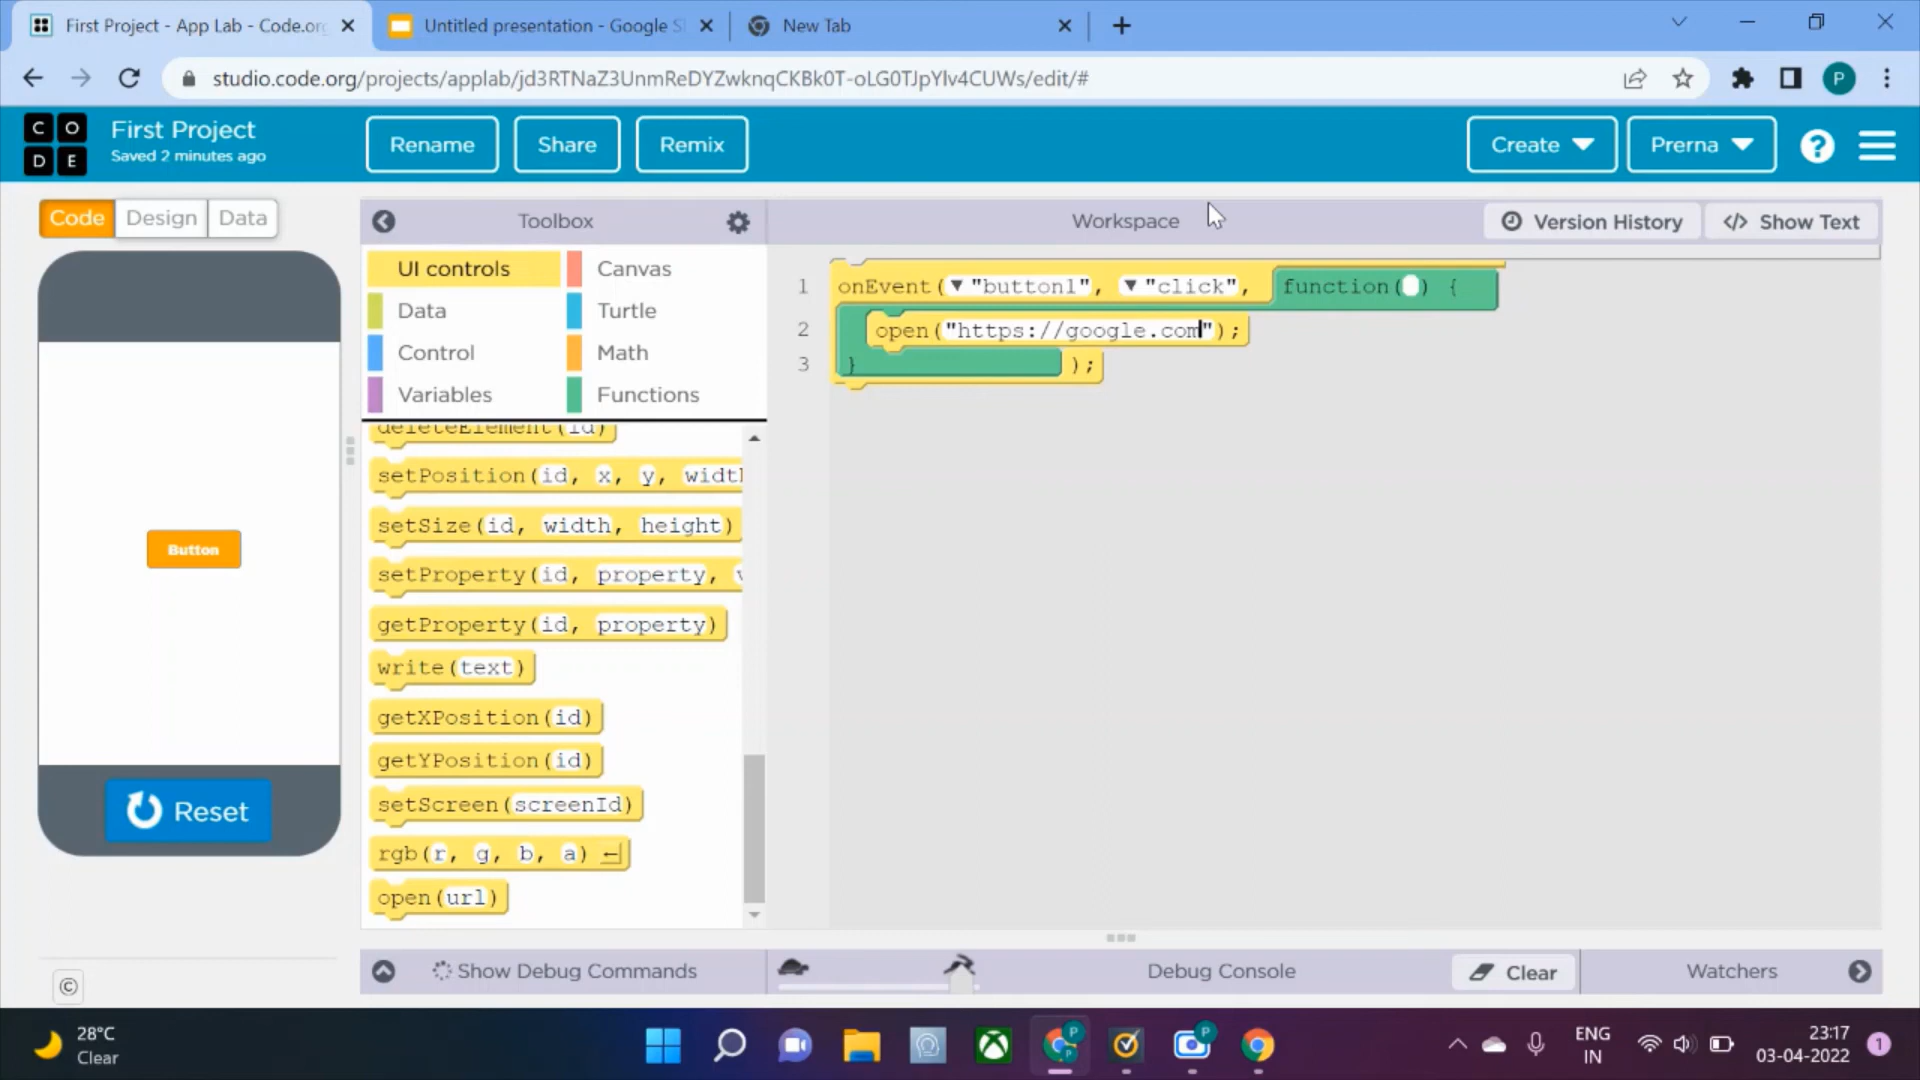 First Project - App Lab - Code.org
Untitled presentation - Google S
New Tab
studio.code.org/projects/applab/jd3RTNaZ3UnmReDYZwknqCKBk0T-oLG0TJpYlv4CUWs/edit/#
P
C O D E
First Project
Saved 2 minutes ago
Rename
Share
Remix
Create
Prerna
?
Code
Design
Data
Toolbox
Workspace
Version History
</> Show Text
UI controls
Canvas
Data
Turtle
Control
Math
Variables
Functions
deleteElement(id)
setPosition(id, x, y, width
setSize(id, width, height)
setProperty(id, property, v
getProperty(id, property)
write(text)
getXPosition(id)
getYPosition(id)
setScreen(screenId)
rgb(r, g, b, a)
open(url)
1 onEvent("button1", "click", function() {
2 open("https://google.com");
3 } );
Button
Reset
©
Show Debug Commands
Debug Console
Clear
Watchers
28°C
Clear
P
P
P
ENG
IN
23:17
03-04-2022
1